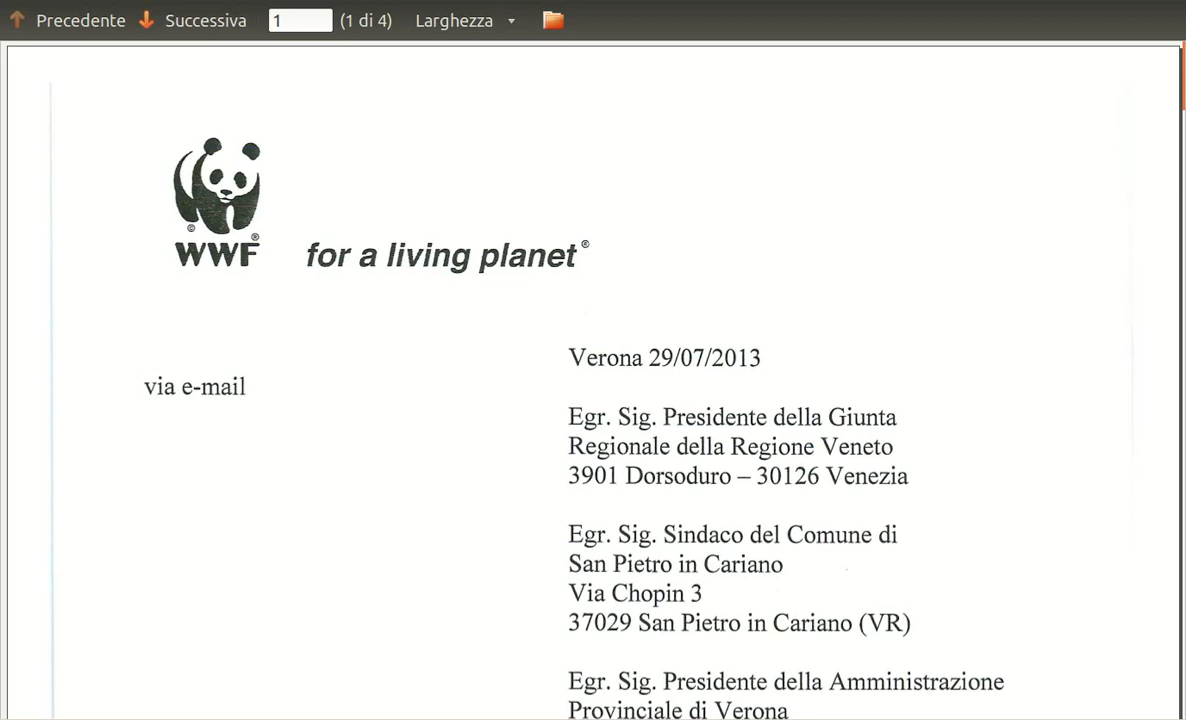 Precedente Successiva 1 (1 di 4) Larghezza
©
®
WWF for a living planet®
Verona 29/07/2013
via e-mail
Egr. Sig. Presidente della Giunta
Regionale della Regione Veneto
3901 Dorsoduro – 30126 Venezia
Egr. Sig. Sindaco del Comune di
San Pietro in Cariano
Via Chopin 3
37029 San Pietro in Cariano (VR)
Egr. Sig. Presidente della Amministrazione
Provinciale di Verona